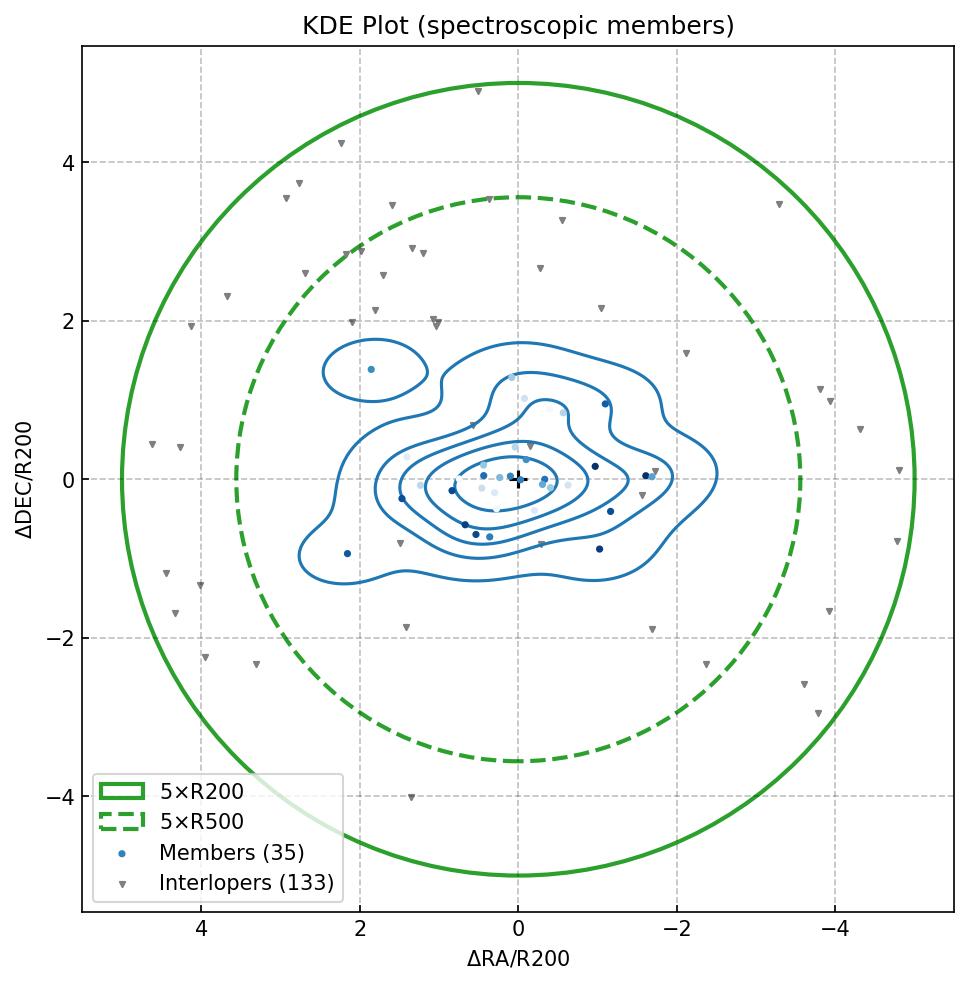 KDE Plot (spectroscopic members)
ΔDEC/R200
4
2
0
−2
−4
5×R200
5×R500
Members (35)
Interlopers (133)
4
2
0
−2
−4
ΔRA/R200